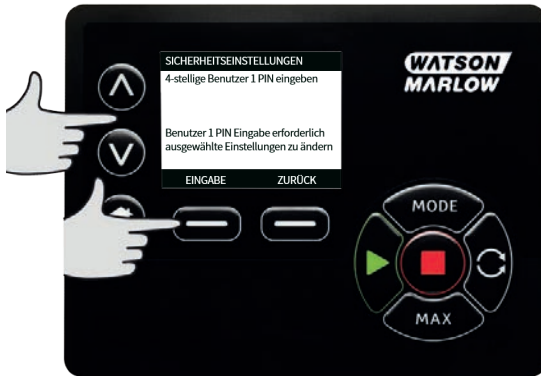 SICHERHEITSEINSTELLUNGEN
4-stellige Benutzer 1 PIN eingeben
Benutzer 1 PIN Eingabe erforderlich
ausgewählte Einstellungen zu ändern
EINGABE ZURÜCK
WATSON
MARLOW
MODE
MAX